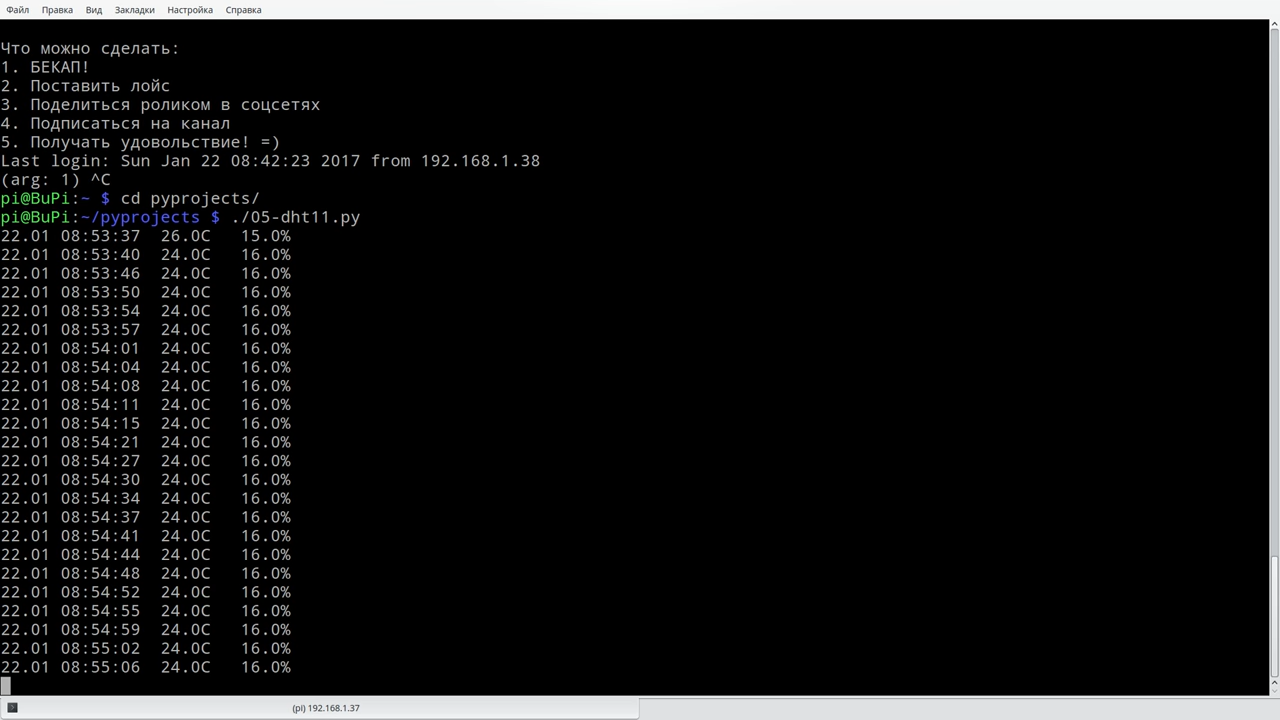 Файл Правка Вид Закладки Настройка Справка
Что можно сделать:
1. БЕКАП!
2. Поставить лойс
3. Поделиться роликом в соцсетях
4. Подписаться на канал
5. Получать удовольствие! =)
Last login: Sun Jan 22 08:42:23 2017 from 192.168.1.38
(arg: 1) ^C
pi@BuPi:~ $ cd pyprojects/
pi@BuPi:~/pyprojects $ ./05-dht11.py
22.01 08:53:37  26.0C   15.0%
22.01 08:53:40  24.0C   16.0%
22.01 08:53:46  24.0C   16.0%
22.01 08:53:50  24.0C   16.0%
22.01 08:53:54  24.0C   16.0%
22.01 08:53:57  24.0C   16.0%
22.01 08:54:01  24.0C   16.0%
22.01 08:54:04  24.0C   16.0%
22.01 08:54:08  24.0C   16.0%
22.01 08:54:11  24.0C   16.0%
22.01 08:54:15  24.0C   16.0%
22.01 08:54:21  24.0C   16.0%
22.01 08:54:27  24.0C   16.0%
22.01 08:54:30  24.0C   16.0%
22.01 08:54:34  24.0C   16.0%
22.01 08:54:37  24.0C   16.0%
22.01 08:54:41  24.0C   16.0%
22.01 08:54:44  24.0C   16.0%
22.01 08:54:48  24.0C   16.0%
22.01 08:54:52  24.0C   16.0%
22.01 08:54:55  24.0C   16.0%
22.01 08:54:59  24.0C   16.0%
22.01 08:55:02  24.0C   16.0%
22.01 08:55:06  24.0C   16.0%
(pi) 192.168.1.37